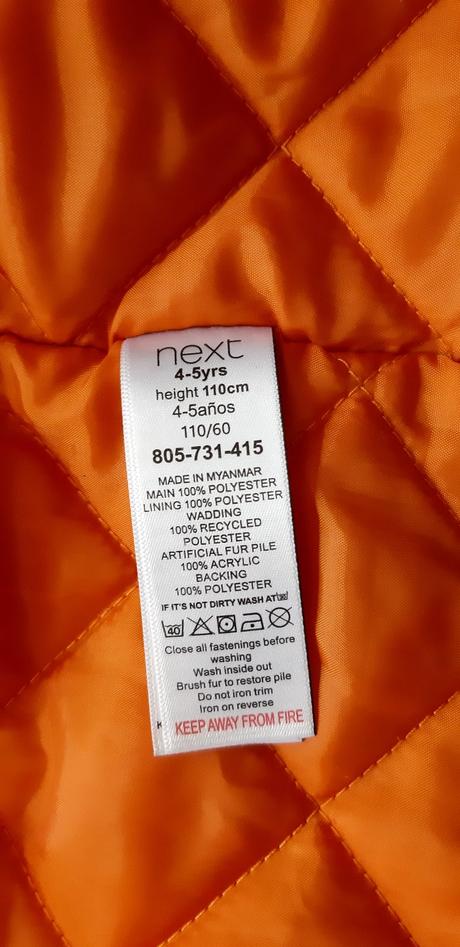 next
4-5yrs
height 110cm
4-5años
110/60
805-731-415
MADE IN MYANMAR
MAIN 100% POLYESTER
LINING 100% POLYESTER
WADDING
100% RECYCLED
POLYESTER
ARTIFICIAL FUR PILE
100% ACRYLIC
BACKING
100% POLYESTER
IF IT'S NOT DIRTY WASH AT
40
Close all fastenings before
washing
Wash inside out
Brush fur to restore pile
Do not iron trim
Iron on reverse
KEEP AWAY FROM FIRE